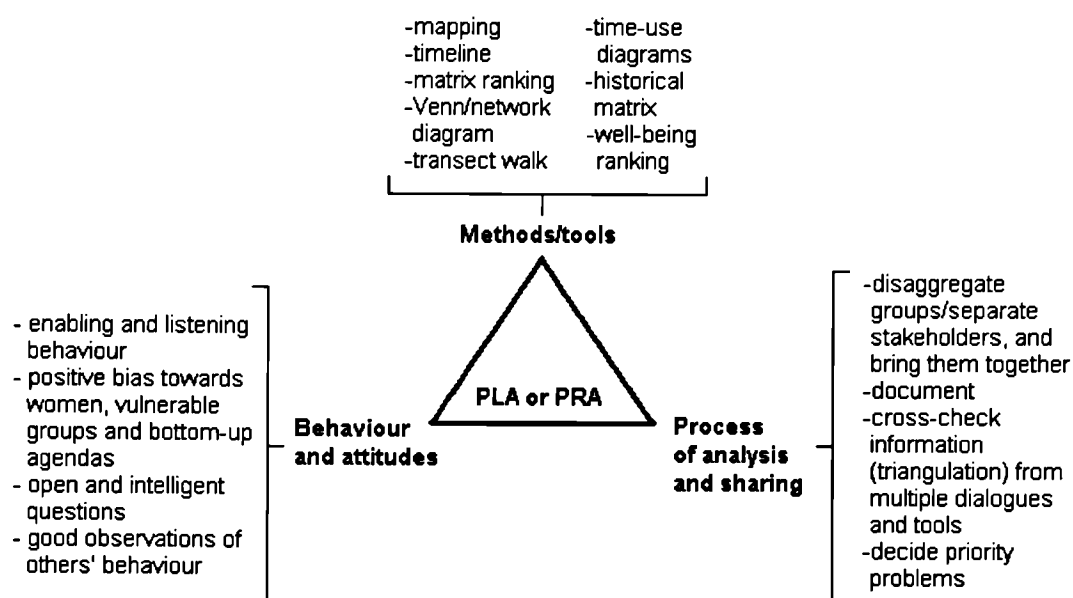 -mapping
-timeline
-matrix ranking
-Venn/network
diagram
-transect walk
-time-use
diagrams
-historical
matrix
-well-being
ranking
Methods/tools
PLA or PRA
- enabling and listening
behaviour
- positive bias towards
women, vulnerable
groups and bottom-up
agendas
- open and intelligent
questions
- good observations of
others' behaviour
Behaviour
and attitudes
Process
of analysis
and sharing
-disaggregate
groups/separate
stakeholders, and
bring them together
-document
-cross-check
information
(triangulation) from
multiple dialogues
and tools
-decide priority
problems